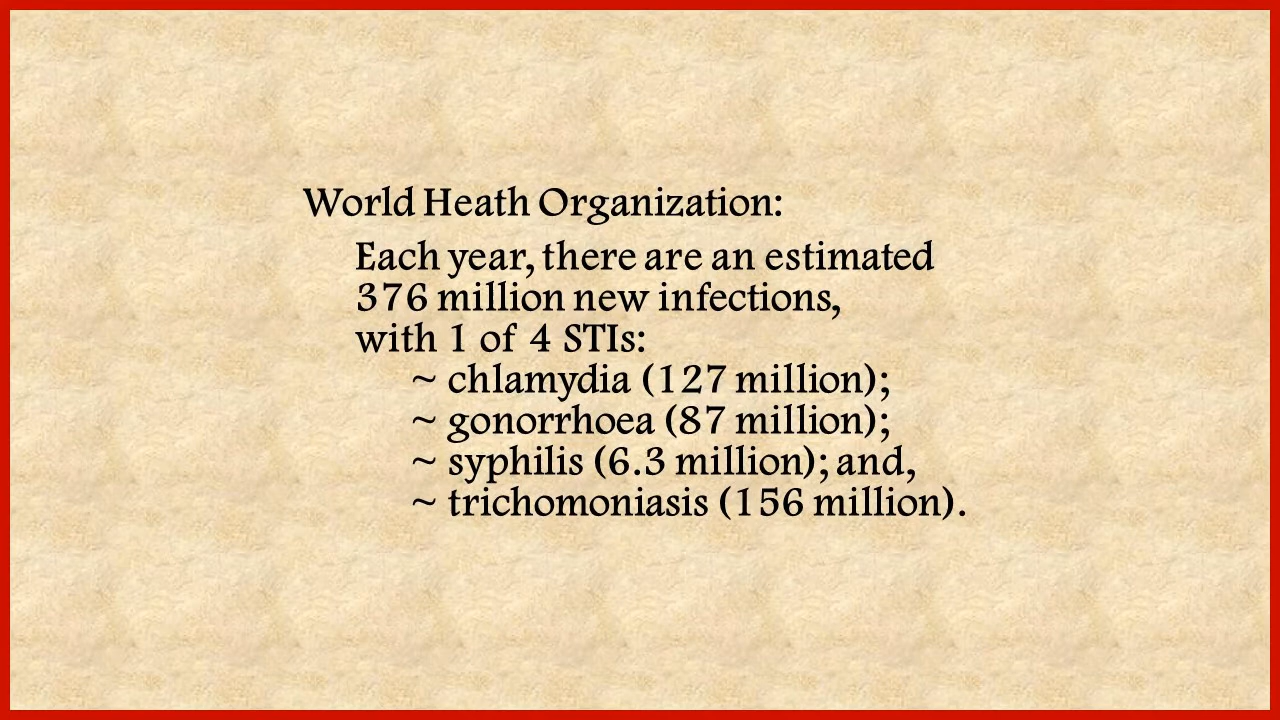 World Heath Organization:
Each year, there are an estimated
376 million new infections,
with 1 of 4 STIs:
~ chlamydia (127 million);
~ gonorrhoea (87 million);
~ syphilis (6.3 million); and,
~ trichomoniasis (156 million).